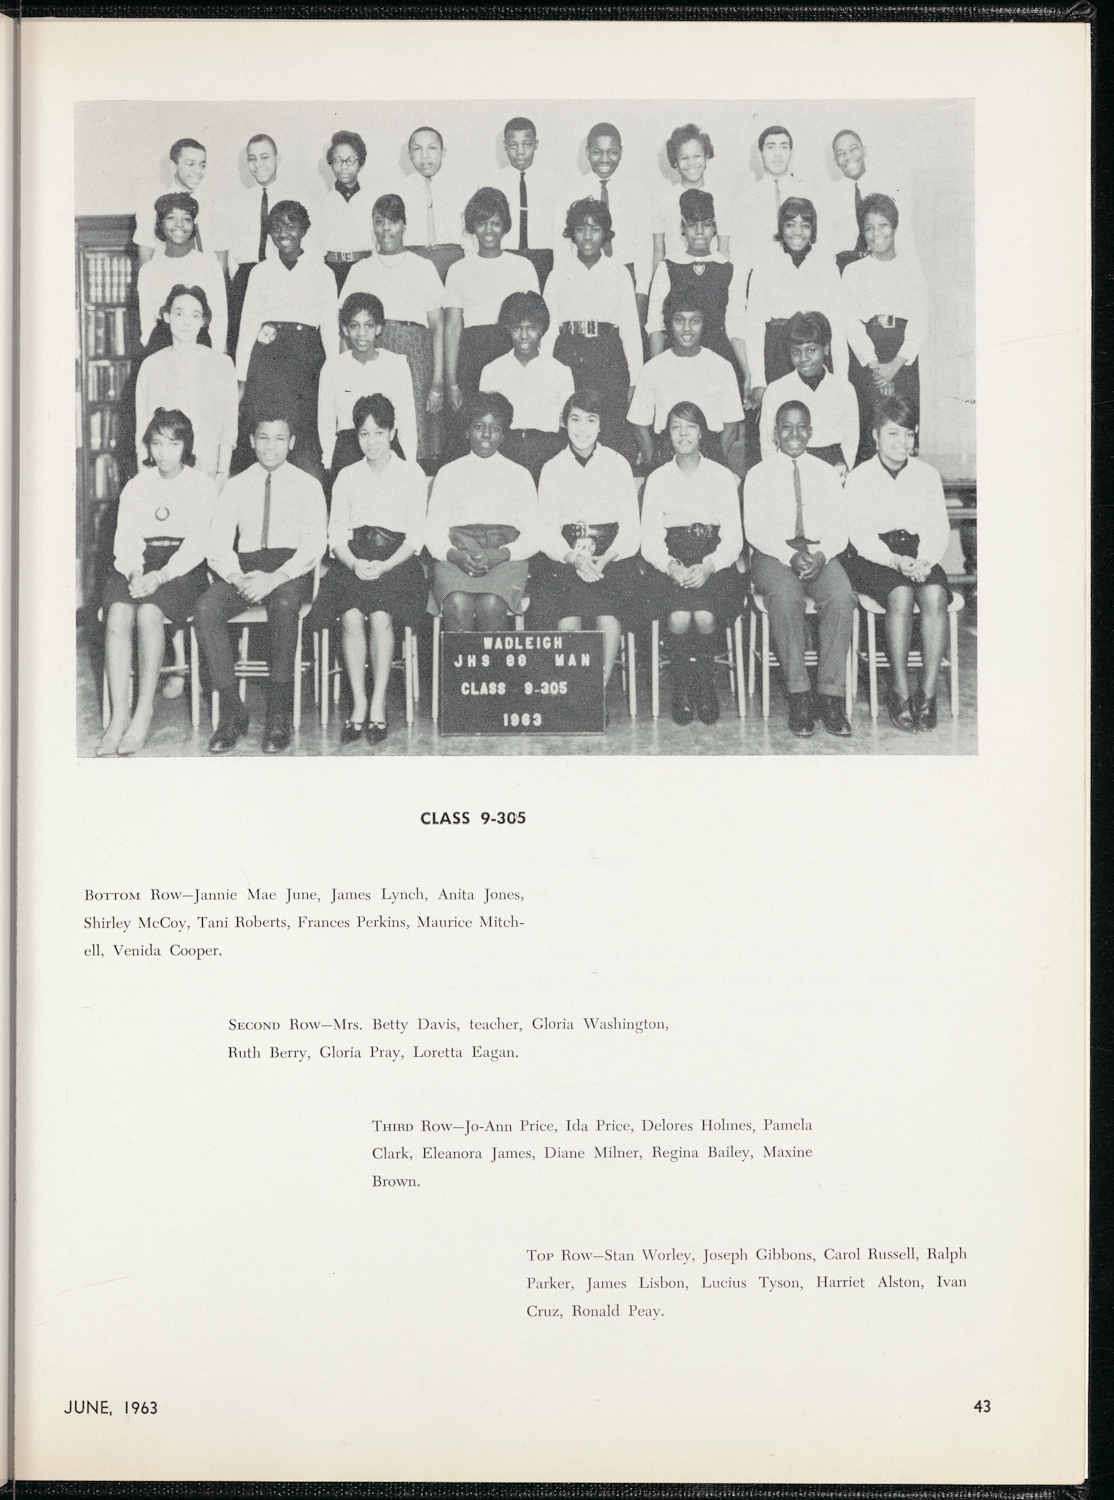 WADLEIGH
JHS 88 MAN
CLASS 9-305
1963
CLASS 9-305
BOTTOM ROW—Jannie Mae June, James Lynch, Anita Jones,
Shirley McCoy, Tani Roberts, Frances Perkins, Maurice Mitch-
ell, Venida Cooper.
SECOND ROW—Mrs. Betty Davis, teacher, Gloria Washington,
Ruth Berry, Gloria Pray, Loretta Eagan.
THIRD ROW—Jo-Ann Price, Ida Price, Delores Holmes, Pamela
Clark, Eleanora James, Diane Milner, Regina Bailey, Maxine
Brown.
TOP ROW—Stan Worley, Joseph Gibbons, Carol Russell, Ralph
Parker, James Lisbon, Lucius Tyson, Harriet Alston, Ivan
Cruz, Ronald Peay.
JUNE, 1963
43